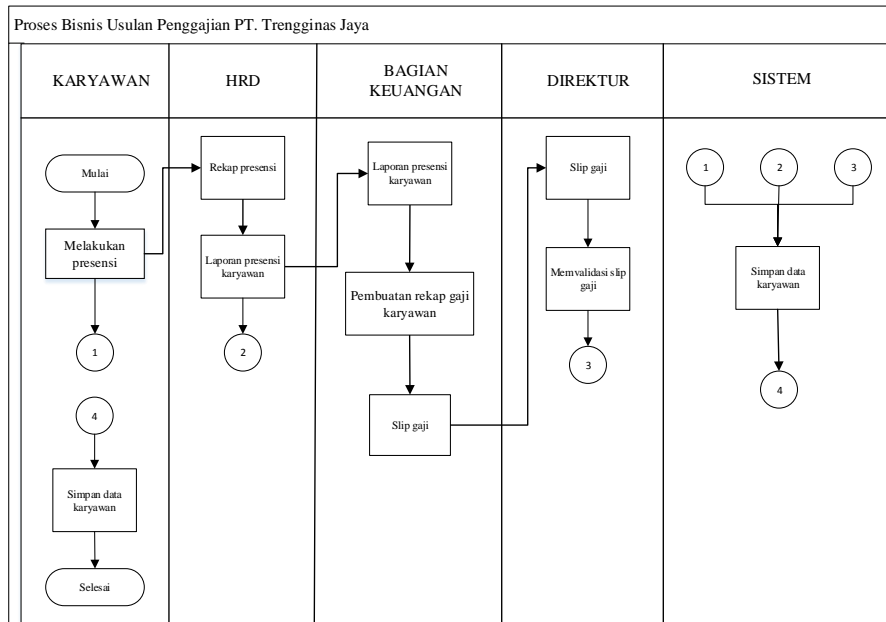 Proses Bisnis Usulan Penggajian PT. Trengginas Jaya
KARYAWAN
HRD
BAGIAN
KEUANGAN
DIREKTUR
SISTEM
Mulai
Melakukan
presensi
1
4
Simpan data
karyawan
Selesai
Rekap presensi
Laporan presensi
karyawan
2
Laporan presensi
karyawan
Pembuatan rekap gaji
karyawan
Slip gaji
Slip gaji
Memvalidasi slip
gaji
3
1
2
3
Simpan data
karyawan
4